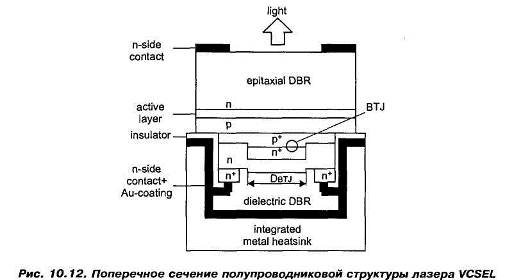 light
n-side
contact
epitaxial DBR
n
active
layer
p
BTJ
insulator
p+
n+
n
n-side
contact+
Au-coating
n+
DBTJ
n+
dielectric DBR
integrated
metal heatsink
Рис. 10.12. Поперечное сечение полупроводниковой структуры лазера VCSEL